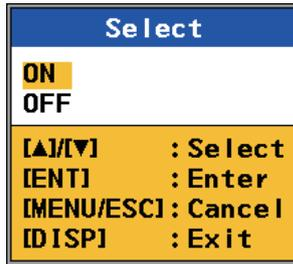 Select
ON
OFF
[▲]/[▼] :Select
[ENT] :Enter
[MENU/ESC]:Cancel
[DISP] :Exit